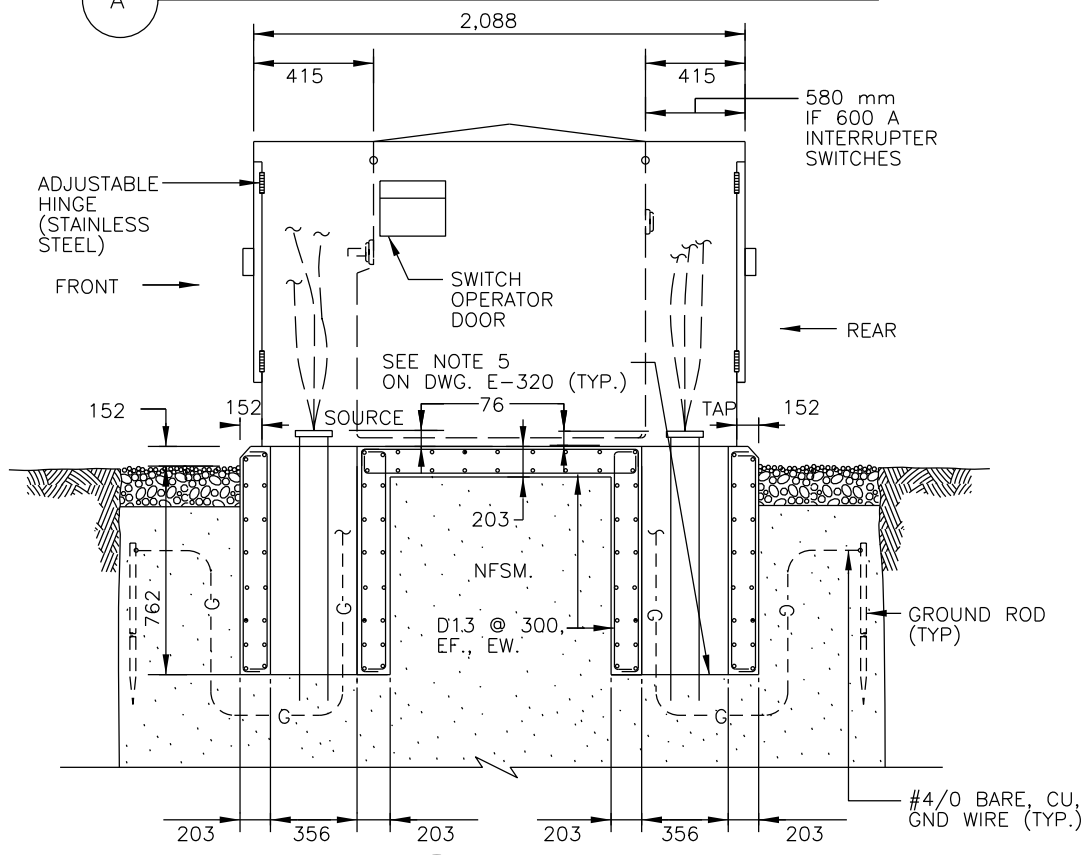 A
2,088
415
415
580 mm
IF 600 A
INTERRUPTER
SWITCHES
ADJUSTABLE
HINGE
(STAINLESS
STEEL)
FRONT
SWITCH
OPERATOR
DOOR
REAR
SEE NOTE 5
ON DWG. E-320 (TYP.)
152
152
SOURCE
76
TAP
152
203
NFSM.
762
G
G
G
G
D13 @ 300,
EF., EW.
GROUND ROD
(TYP)
G
G
#4/0 BARE, CU,
GND WIRE (TYP.)
203
356
203
203
356
203